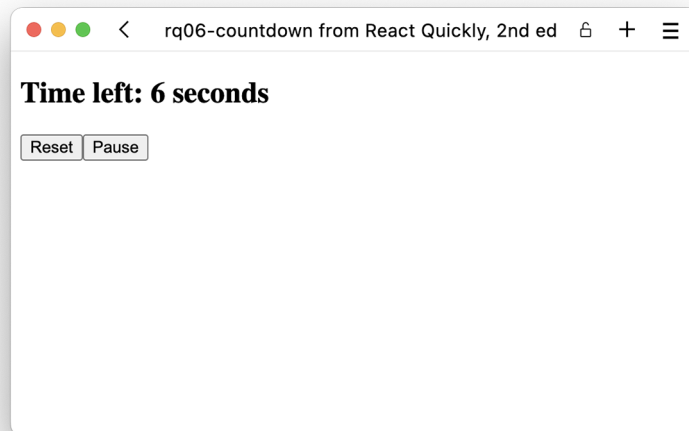 rq06-countdown from React Quickly, 2nd ed
Time left: 6 seconds
Reset Pause